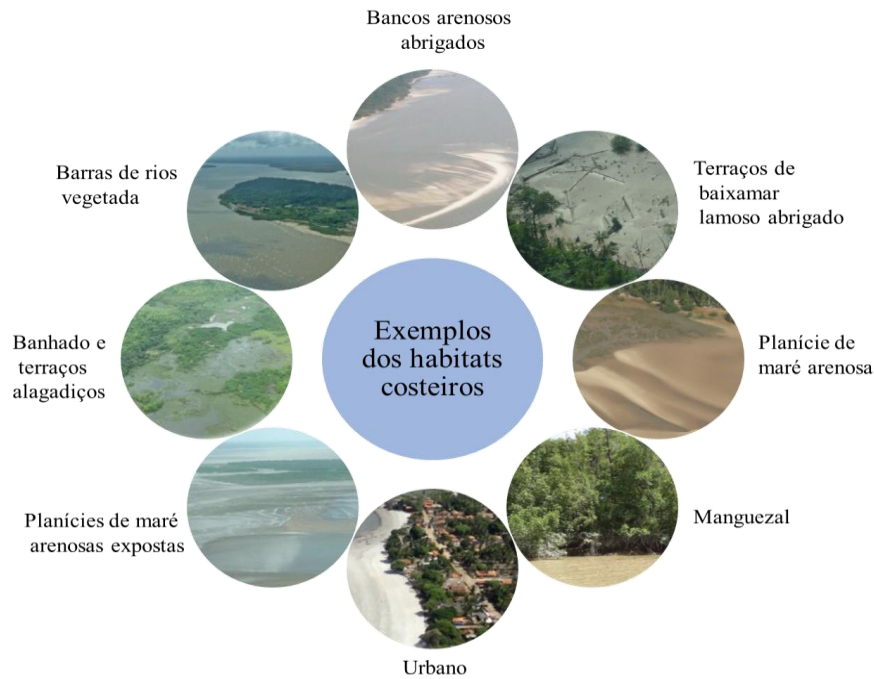 Bancos arenosos
abrigados
Terraços de
baixamar
lamoso abrigado
Planície de
maré arenosa
Manguezal
Urbano
Planícies de maré
arenosas expostas
Banhado e
terraços
alagadiços
Barras de rios
vegetada
Exemplos
dos habitats
costeiros